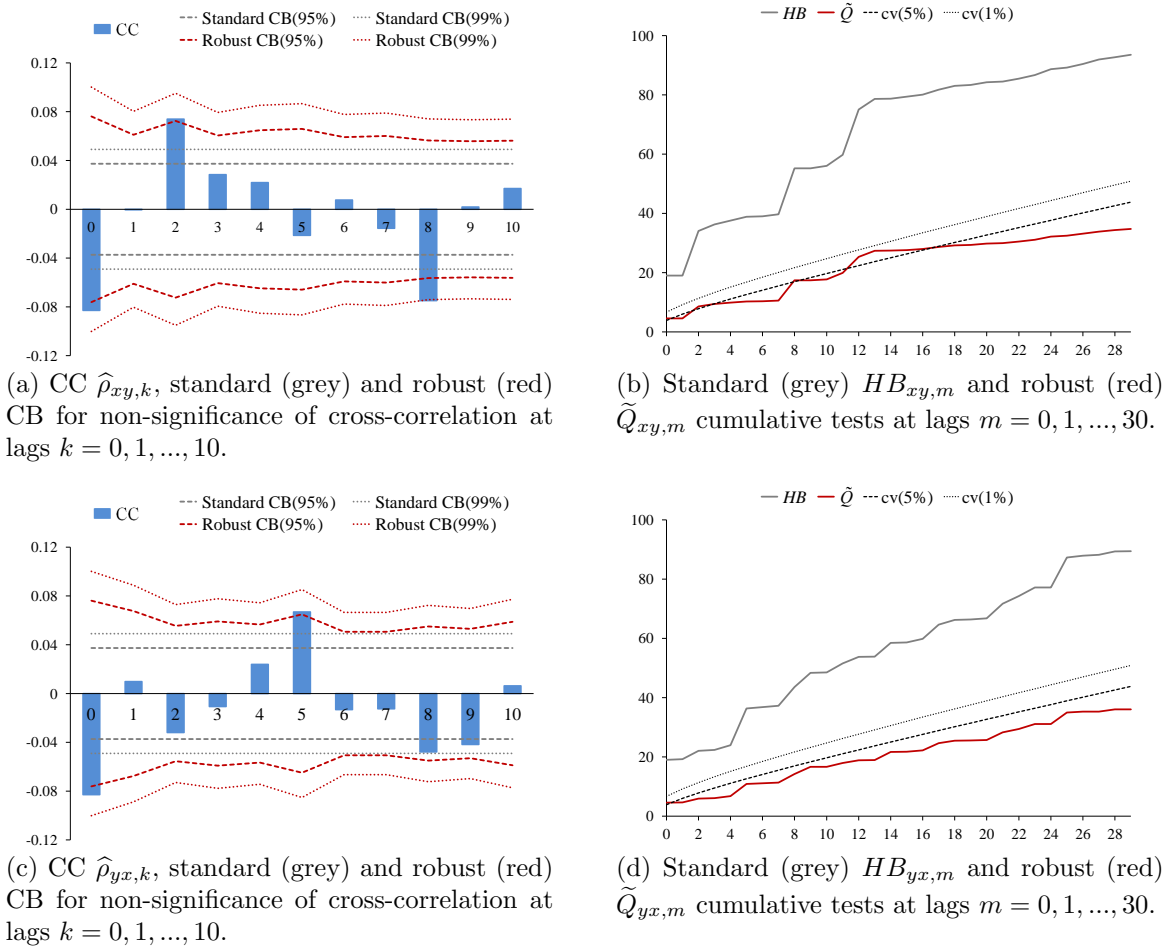 CC
Standard CB(95%) Standard CB(99%)
Robust CB(95%) Robust CB(99%)
0.12
0.08
0.04
0
-0.04
-0.08
-0.12
0 1 2 3 4 5 6 7 8 9 10
(a) CC ρ̂xy,k, standard (grey) and robust (red)
CB for non-significance of cross-correlation at
lags k = 0, 1, ..., 10.
HB Q̃ cv(5%) cv(1%)
100
80
60
40
20
0
0 2 4 6 8 10 12 14 16 18 20 22 24 26 28
(b) Standard (grey) HBxy,m and robust (red)
Q̃xy,m cumulative tests at lags m = 0, 1, ..., 30.
CC
Standard CB(95%) Standard CB(99%)
Robust CB(95%) Robust CB(99%)
0.12
0.08
0.04
0
-0.04
-0.08
-0.12
0 1 2 3 4 5 6 7 8 9 10
(c) CC ρ̂yx,k, standard (grey) and robust (red)
CB for non-significance of cross-correlation at
lags k = 0, 1, ..., 10.
HB Q̃ cv(5%) cv(1%)
100
80
60
40
20
0
0 2 4 6 8 10 12 14 16 18 20 22 24 26 28
(d) Standard (grey) HByx,m and robust (red)
Q̃yx,m cumulative tests at lags m = 0, 1, ..., 30.